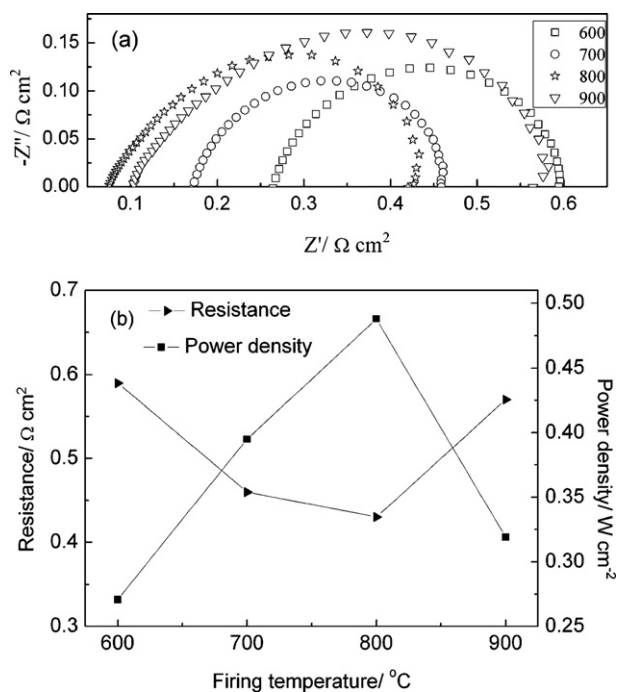 (a)
600
700
800
900
0.15
0.10
0.05
0.00
-Z"/ Ω cm²
0.1 0.2 0.3 0.4 0.5 0.6
Z'/ Ω cm²
(b)
Resistance
Power density
0.7
0.6
0.5
0.4
0.3
Resistance/ Ω cm²
0.50
0.45
0.40
0.35
0.30
0.25
Power density/ W cm⁻²
600 700 800 900
Firing temperature/ °C